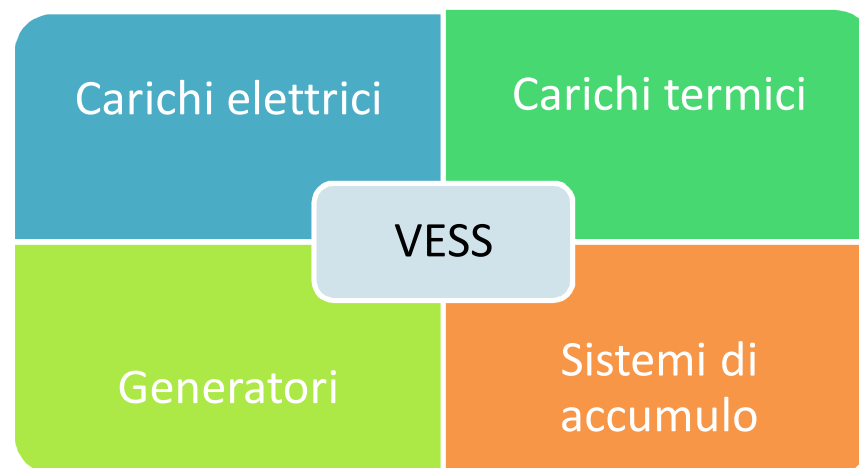 Carichi elettrici
Carichi termici
VESS
Generatori
Sistemi di
accumulo